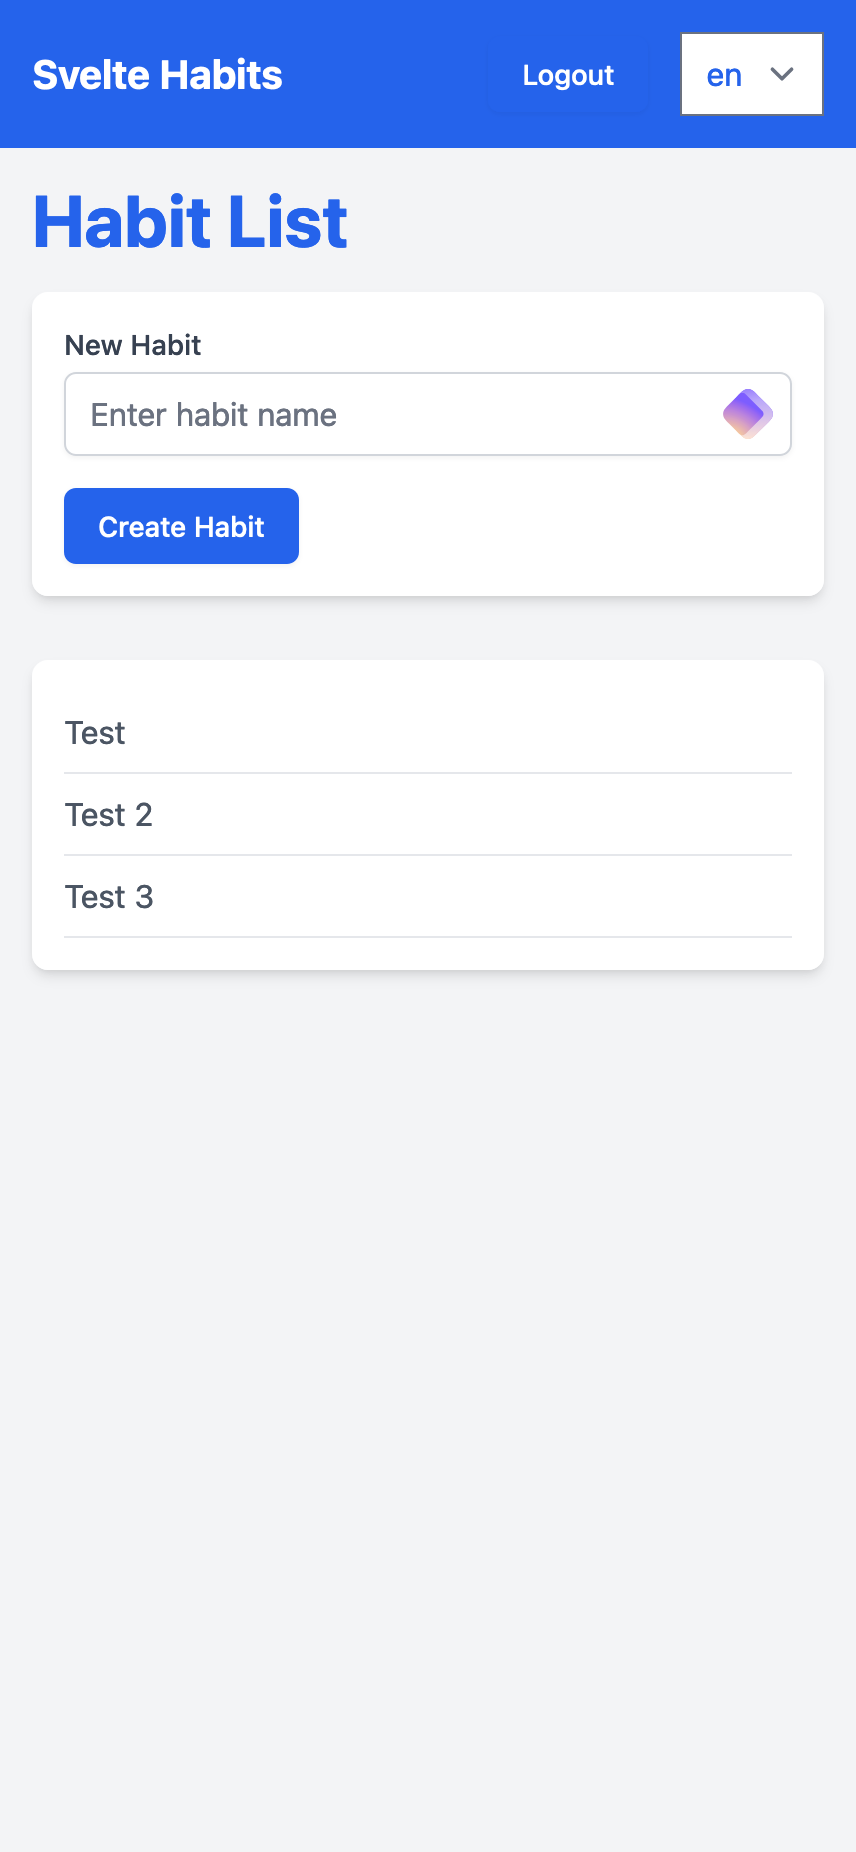 Svelte Habits
Logout
en
Habit List
New Habit
Enter habit name
Create Habit
Test
Test 2
Test 3